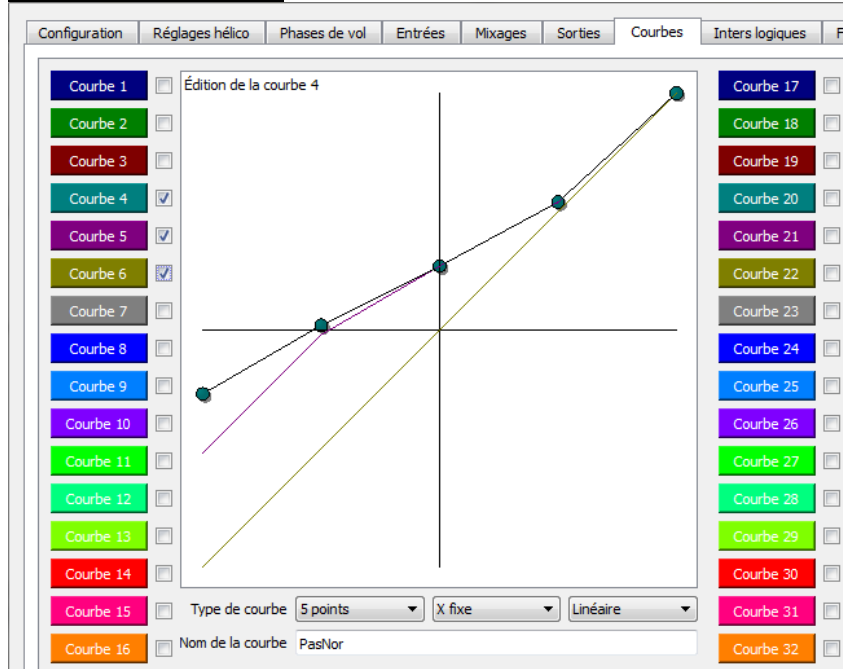 Configuration Réglages hélico Phases de vol Entrées Mixages Sorties Courbes Inters logiques F
Édition de la courbe 4
Courbe 1
Courbe 2
Courbe 3
Courbe 4
Courbe 5
Courbe 6
Courbe 7
Courbe 8
Courbe 9
Courbe 10
Courbe 11
Courbe 12
Courbe 13
Courbe 14
Courbe 15
Courbe 16
Type de courbe 5 points X fixe Linéaire
Nom de la courbe PasNor
Courbe 17
Courbe 18
Courbe 19
Courbe 20
Courbe 21
Courbe 22
Courbe 23
Courbe 24
Courbe 25
Courbe 26
Courbe 27
Courbe 28
Courbe 29
Courbe 30
Courbe 31
Courbe 32